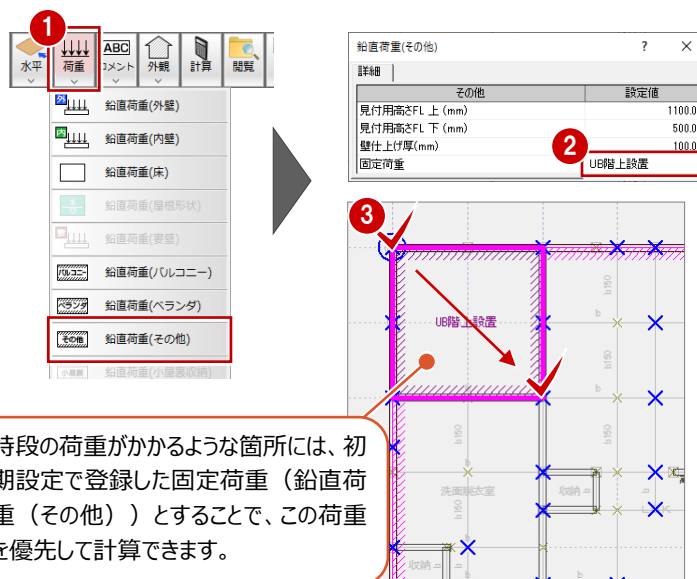 1
水平
荷重
ABC
コメント
外観
計算
閲覧
外 鉛直荷重(外壁)
内 鉛直荷重(内壁)
鉛直荷重(床)
鉛直荷重(屋根形状)
鉛直荷重(妻壁)
バルコニー 鉛直荷重(バルコニー)
ベランダ 鉛直荷重(ベランダ)
その他 鉛直荷重(その他)
小屋裏 鉛直荷重(小屋裏収納)
鉛直荷重(その他) ? ×
詳細
その他 設定値
見付用高さFL 上 (mm) 1100.0
見付用高さFL 下 (mm) 500.0
壁仕上げ厚(mm) 100.0
固定荷重 UB階上設置
2
3
UB階上設置
b150
b150
b150
b150
b150
洗面脱衣室
収納
収納
特段の荷重がかかるような箇所には、初
期設定で登録した固定荷重（鉛直荷
重（その他））とすることで、この荷重
を優先して計算できます。